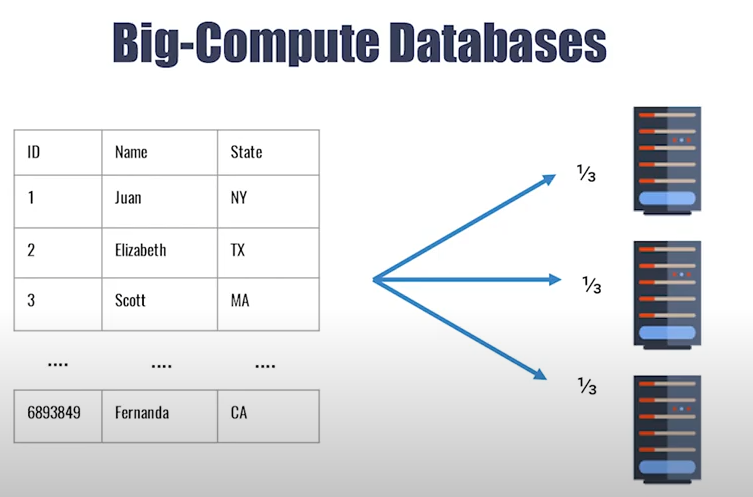 Big-Compute Databases
ID Name State
1 Juan NY
2 Elizabeth TX
3 Scott MA
.... .... ....
6893849 Fernanda CA
⅓
⅓
⅓